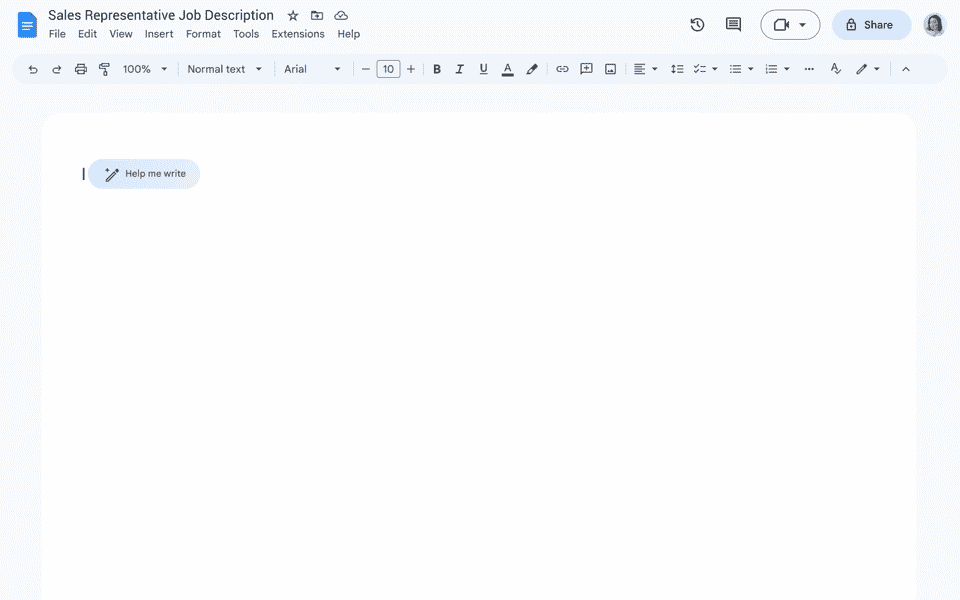 Sales Representative Job Description
File Edit View Insert Format Tools Extensions Help
Share
100% Normal text Arial 10 B I U A
Help me write